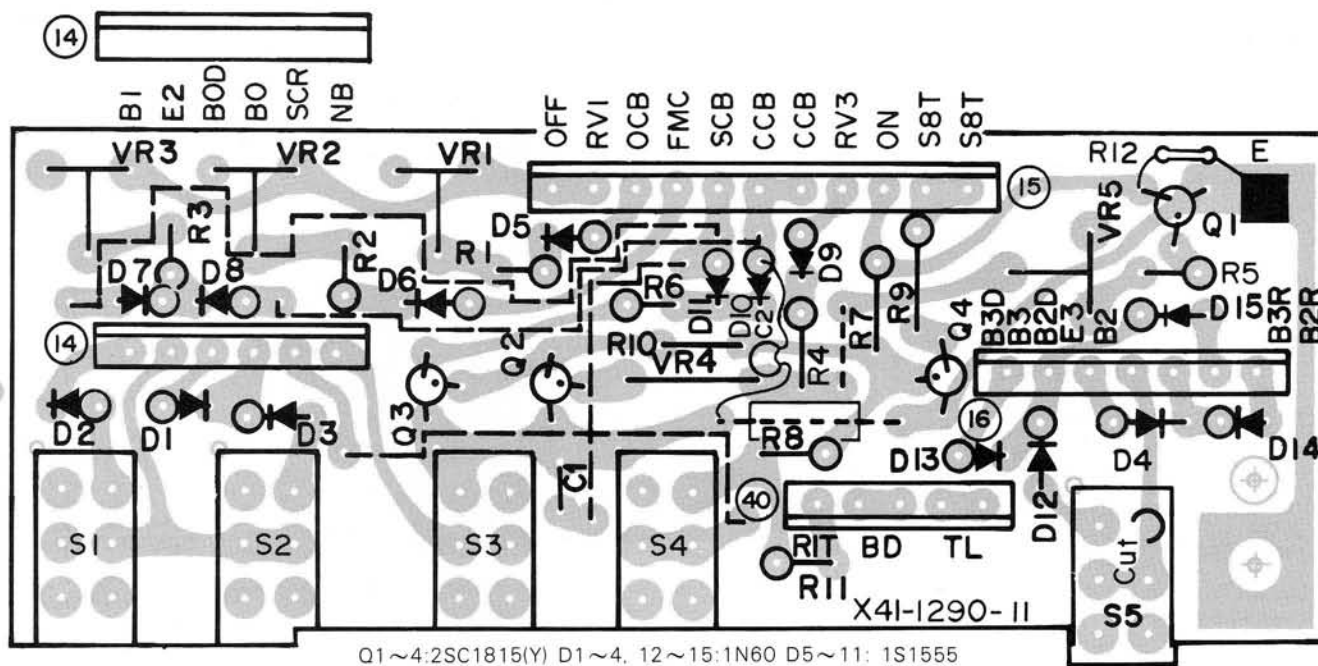 14
B1 E2 BOD BO SCR NB
OFF RV1 OCB FMC SCB CCB CCB RV3 ON S8T S8T
VR3 VR2 VR1
15
R12 E
R3 R2 R1 D5 D9 R9 VR5 Q1
D7 D8 D6 R6 D11 D10 R7 R5
C2 Q4 D15
14
Q2 R10 VR4 R4
B3D B3 B2D E3 B2 B3R B2R
Q3
D2 D1 D3 R8 D13 16 D12 D4 D14
C1 40
S1 S2 S3 S4
RIT BD TL
Cut
R11
X41-1290-11
S5
Q1~4:2SC1815(Y) D1~4, 12~15:1N60 D5~11: 1S1555